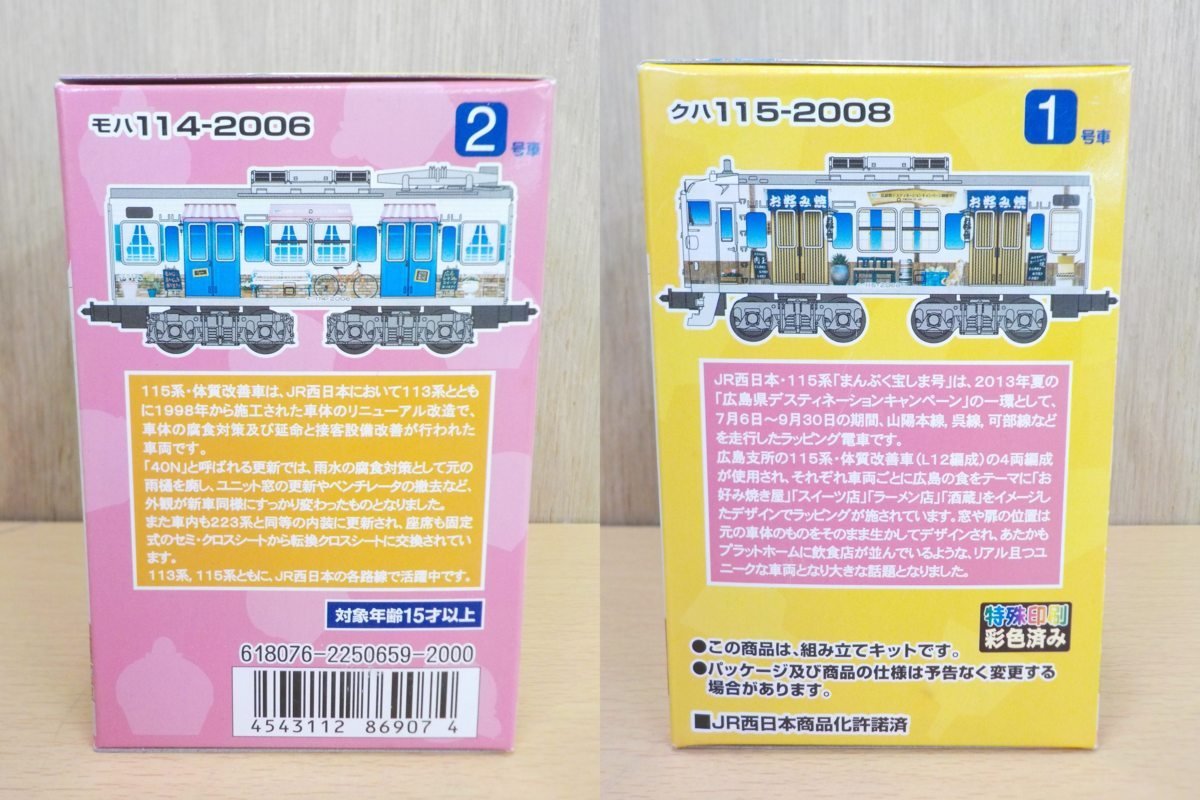 モハ114-2006
2
号車
114-2006
115系・体質改善車は、JR西日本において113系ととも
に1998年から施工された車体のリニューアル改造で、
車体の腐食対策及び延命と接客設備改善が行われた
車両です。
「40N」と呼ばれる更新では、雨水の腐食対策として元の
雨樋を廃し、ユニット窓の更新やベンチレータの撤去など、
外観が新車同様にすっかり変わったものとなりました。
また車内も223系と同等の内装に更新され、座席も固定
式のセミ・クロスシートから転換クロスシートに交換されてい
ます。
113系，115系ともに、JR西日本の各路線で活躍中です。
対象年齢15才以上
618076-2250659-2000
4543112 86907 4
クハ115-2008
1
号車
お好み焼
お好み焼
JR西日本・115系「まんぷく宝しま号」は、2013年夏の
「広島県デスティネーションキャンペーン」の一環として、
7月6日〜9月30日の期間、山陽本線，呉線，可部線など
を走行したラッピング電車です。
広島支所の115系・体質改善車(L12編成)の4両編成
が使用され、それぞれ車両ごとに広島の食をテーマに「お
好み焼き屋」「スイーツ店」「ラーメン店」「酒蔵」をイメージし
たデザインでラッピングが施されています。窓や扉の位置は
元の車体のものをそのまま生かしてデザインされ、あたかも
プラットホームに飲食店が並んでいるような、リアル且つユ
ニークな車両となり大きな話題となりました。
特殊印刷
彩色済み
●この商品は、組み立てキットです。
●パッケージ及び商品の仕様は予告なく変更する
場合があります。
■JR西日本商品化許諾済